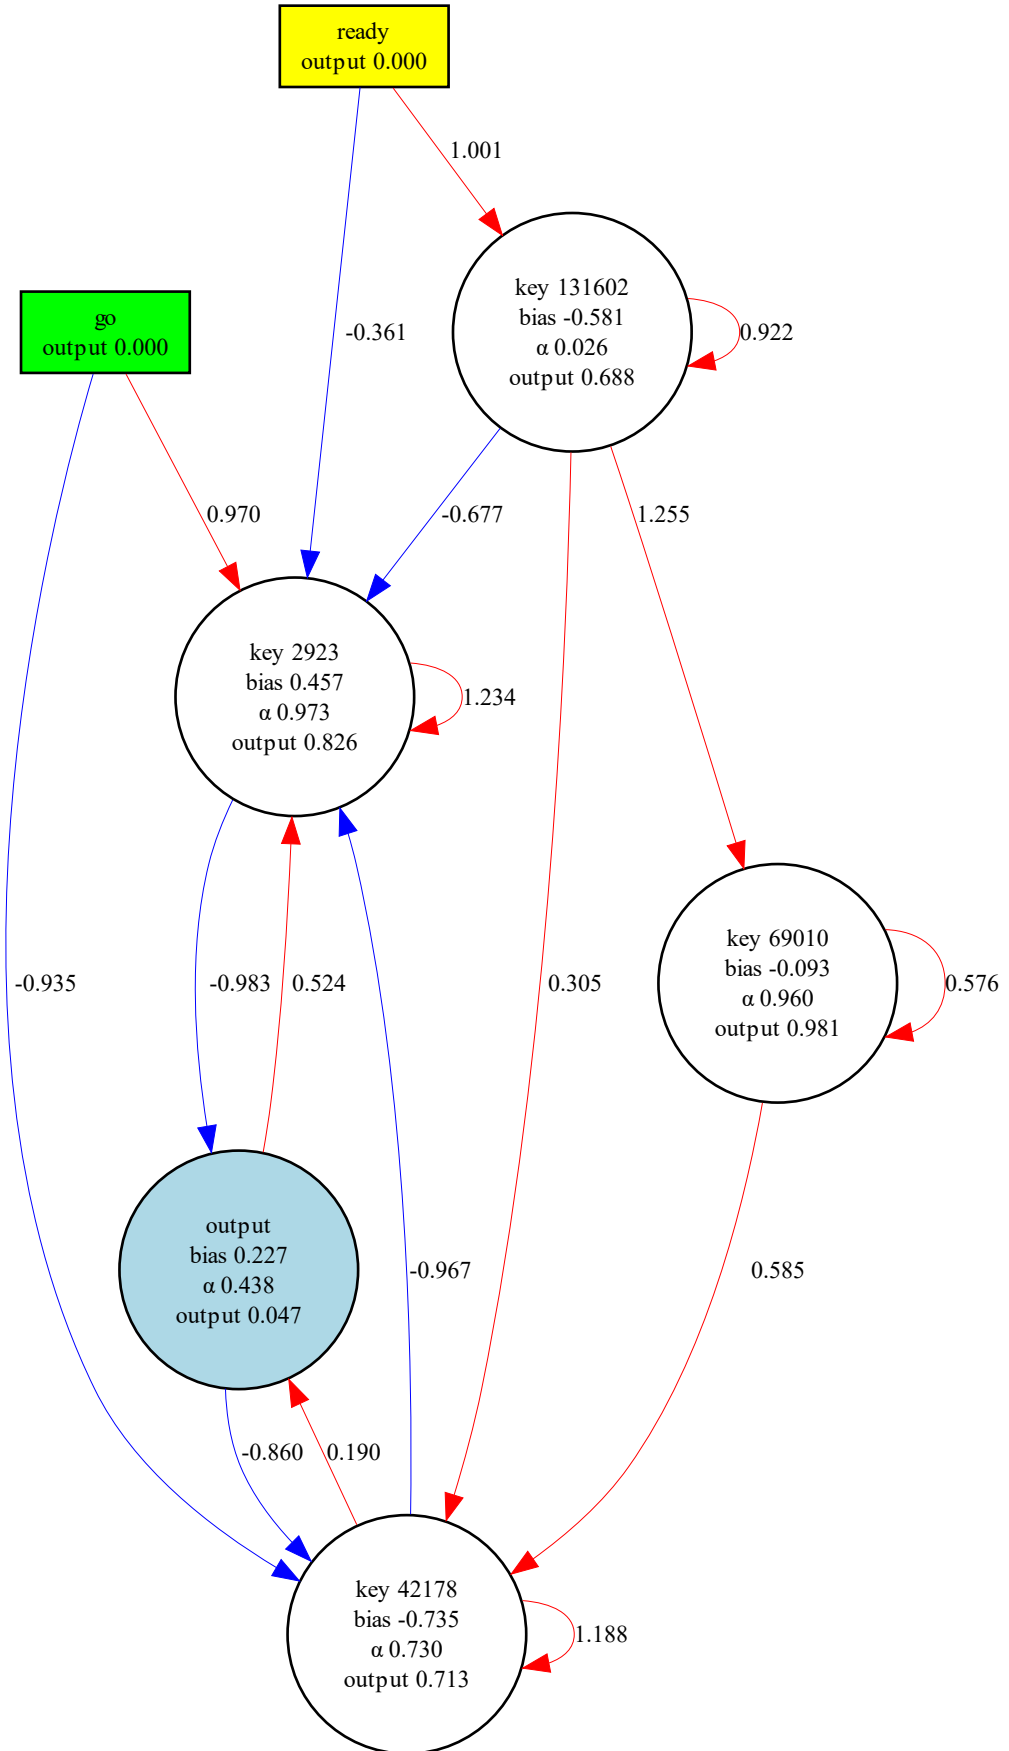 ready
output 0.000
1.001
key 131602
bias -0.581
α 0.026
output 0.688
0.922
go
output 0.000
-0.361
0.970
-0.677
1.255
key 2923
bias 0.457
α 0.973
output 0.826
1.234
key 69010
bias -0.093
α 0.960
output 0.981
0.576
-0.935
-0.983
0.524
0.305
output
bias 0.227
α 0.438
output 0.047
-0.967
0.585
-0.860
0.190
key 42178
bias -0.735
α 0.730
output 0.713
1.188